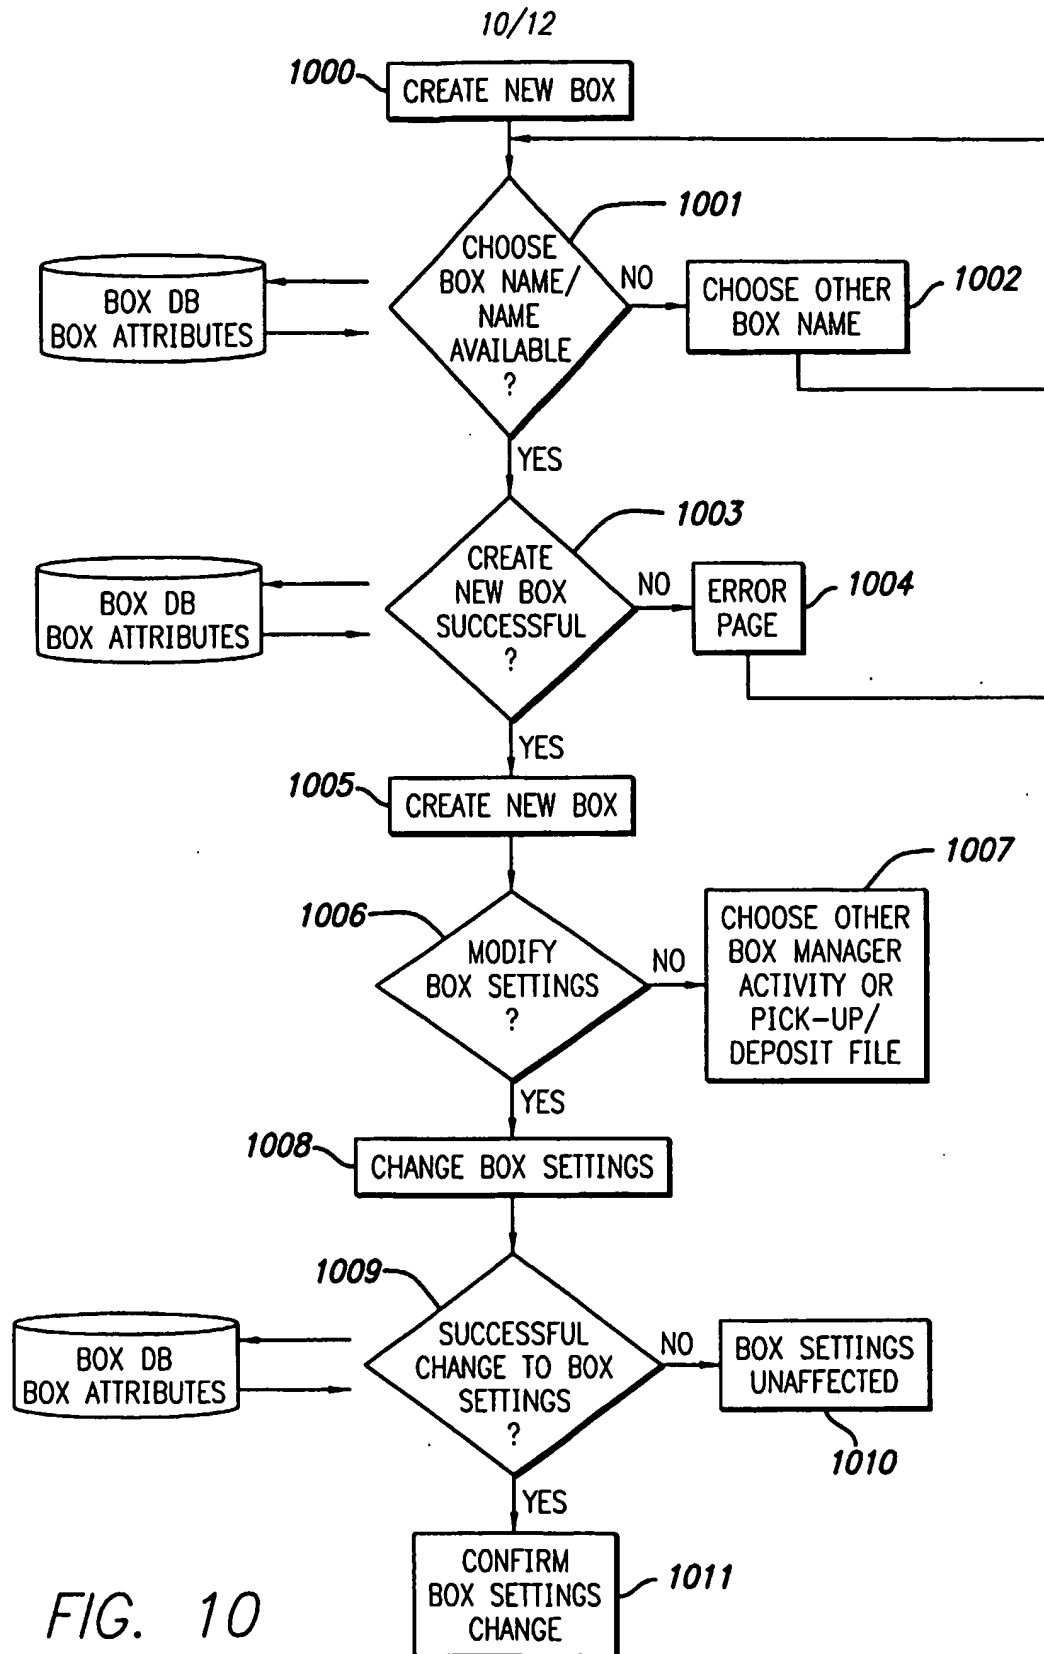 10/12
1000
CREATE NEW BOX
1001
CHOOSE
BOX NAME/
NAME
AVAILABLE
?
BOX DB
BOX ATTRIBUTES
NO
CHOOSE OTHER
BOX NAME
1002
YES
1003
CREATE
NEW BOX
SUCCESSFUL
?
BOX DB
BOX ATTRIBUTES
NO
ERROR
PAGE
1004
YES
1005
CREATE NEW BOX
1006
MODIFY
BOX SETTINGS
?
NO
1007
CHOOSE OTHER
BOX MANAGER
ACTIVITY OR
PICK-UP/
DEPOSIT FILE
YES
1008
CHANGE BOX SETTINGS
1009
SUCCESSFUL
CHANGE TO BOX
SETTINGS
?
BOX DB
BOX ATTRIBUTES
NO
BOX SETTINGS
UNAFFECTED
1010
YES
CONFIRM
BOX SETTINGS
CHANGE
1011
FIG. 10